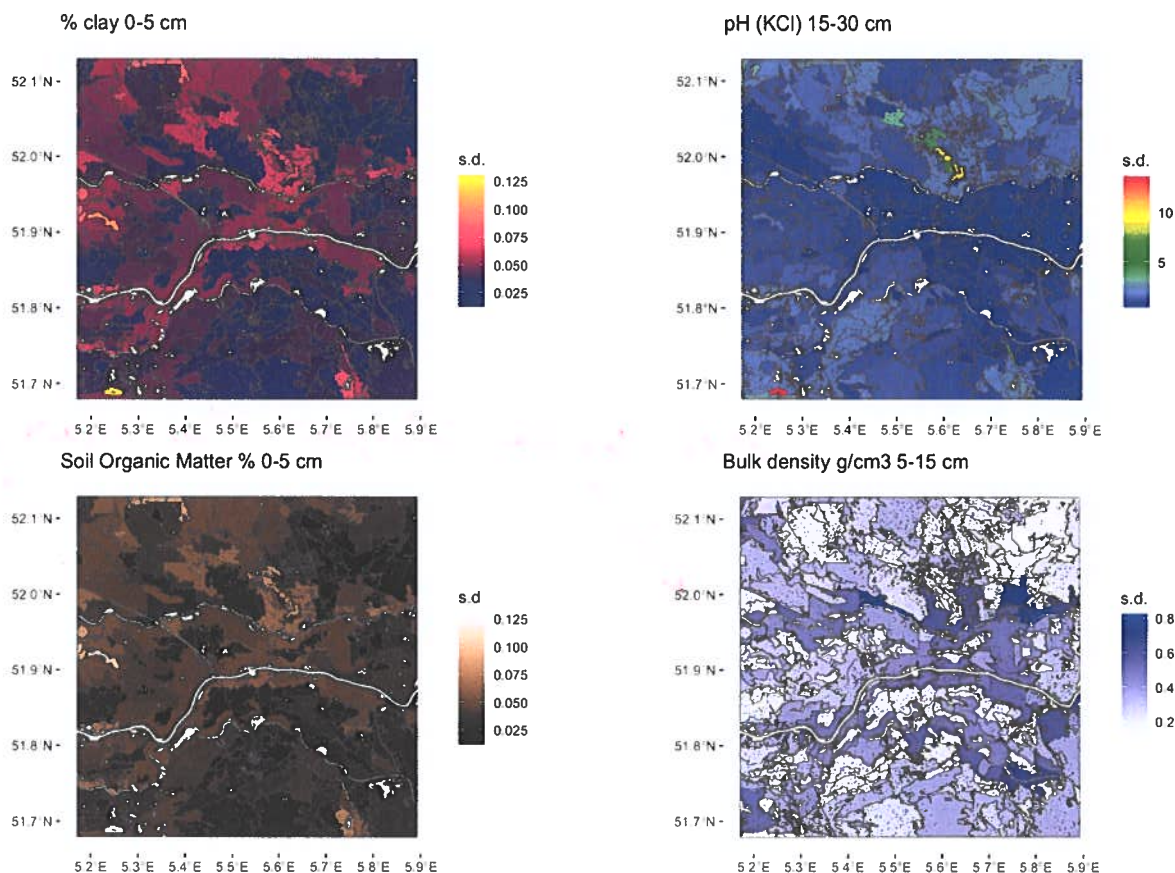 % clay 0-5 cm
pH (KCl) 15-30 cm
52.1°N
52.0°N
51.9°N
51.8°N
51.7°N
5.2°E 5.3°E 5.4°E 5.5°E 5.6°E 5.7°E 5.8°E 5.9°E
s.d.
0.125
0.100
0.075
0.050
0.025
52.1°N
52.0°N
51.9°N
51.8°N
51.7°N
5.2°E 5.3°E 5.4°E 5.5°E 5.6°E 5.7°E 5.8°E 5.9°E
s.d.
10
5
Soil Organic Matter % 0-5 cm
Bulk density g/cm3 5-15 cm
52.1°N
52.0°N
51.9°N
51.8°N
51.7°N
5.2°E 5.3°E 5.4°E 5.5°E 5.6°E 5.7°E 5.8°E 5.9°E
s.d
0.125
0.100
0.075
0.050
0.025
52.1°N
52.0°N
51.9°N
51.8°N
51.7°N
5.2°E 5.3°E 5.4°E 5.5°E 5.6°E 5.7°E 5.8°E 5.9°E
s.d.
0.8
0.6
0.4
0.2